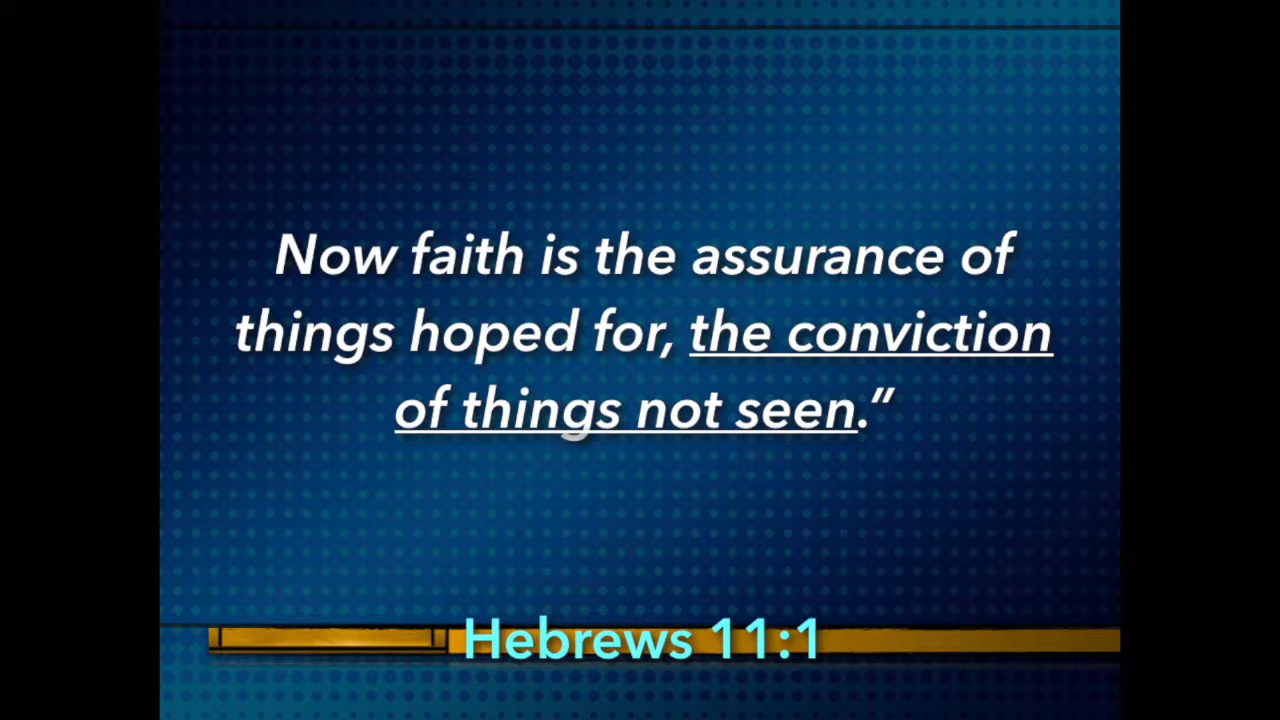 Now faith is the assurance of
things hoped for, the conviction
of things not seen.”
Hebrews 11:1